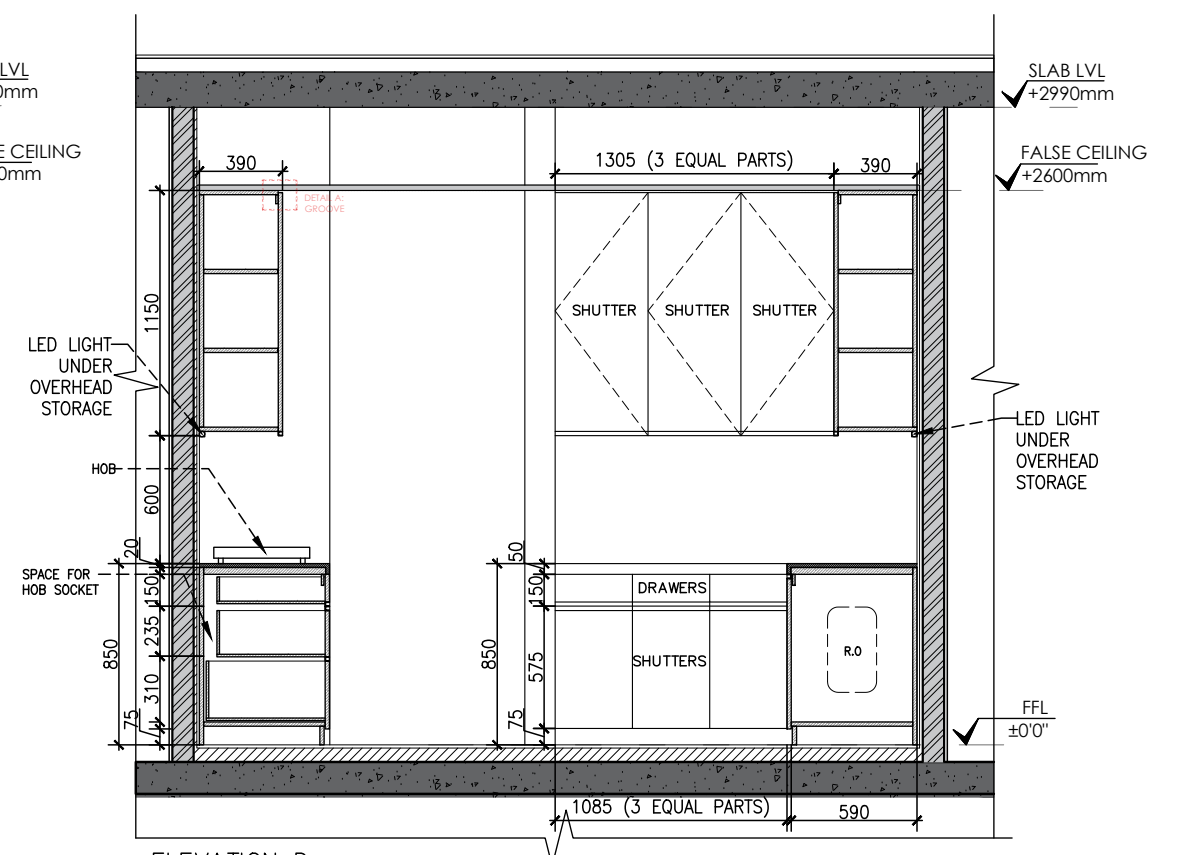 LVL
0mm
E CEILING
0mm
SLAB LVL
+2990mm
FALSE CEILING
+2600mm
390
1305 (3 EQUAL PARTS)
390
DETAIL A:
GROOVE
1150
SHUTTER
SHUTTER
SHUTTER
LED LIGHT
UNDER
OVERHEAD
STORAGE
LED LIGHT
UNDER
OVERHEAD
STORAGE
HOB
600
20
SPACE FOR
HOB SOCKET
150
235
850
310
75
50
150
850
575
75
DRAWERS
SHUTTERS
R.O
FFL
±0'0"
1085 (3 EQUAL PARTS)
590